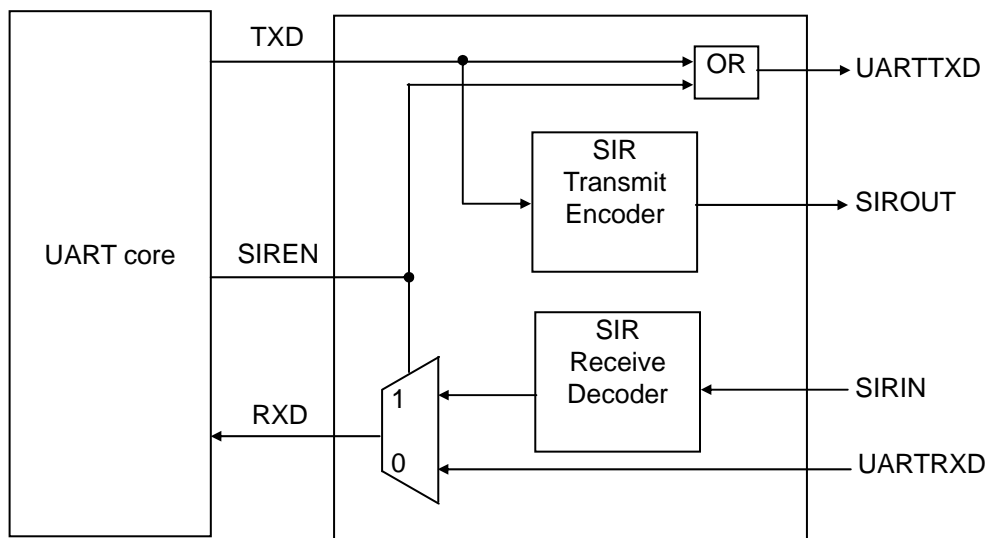 TXD
OR
UARTTXD
SIR
Transmit
Encoder
SIROUT
UART core
SIREN
SIR
Receive
Decoder
SIRIN
1
RXD
0
UARTRXD